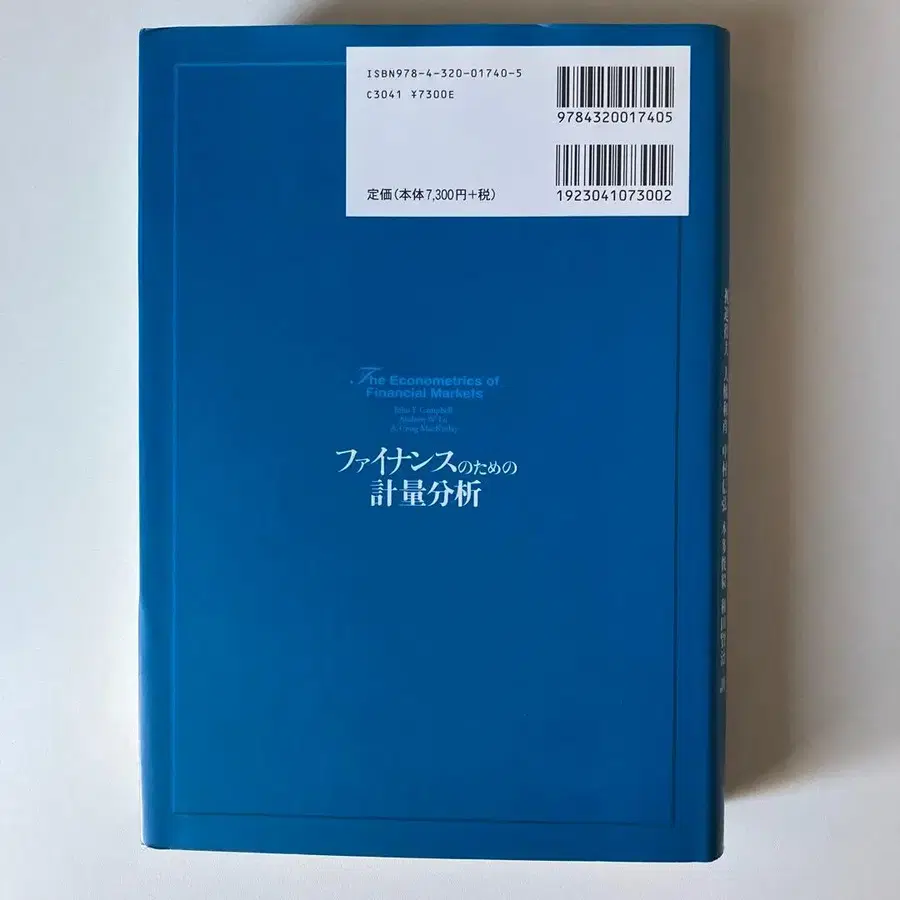 ISBN978-4-320-01740-5
C3041 ¥7300E
定価(本体7,300円+税)
9784320017405
1923041073002
The Econometrics of
Financial Markets
John Y. Campbell
Andrew W. Lo
A. Craig MacKinlay
ファイナンスのための
計量分析